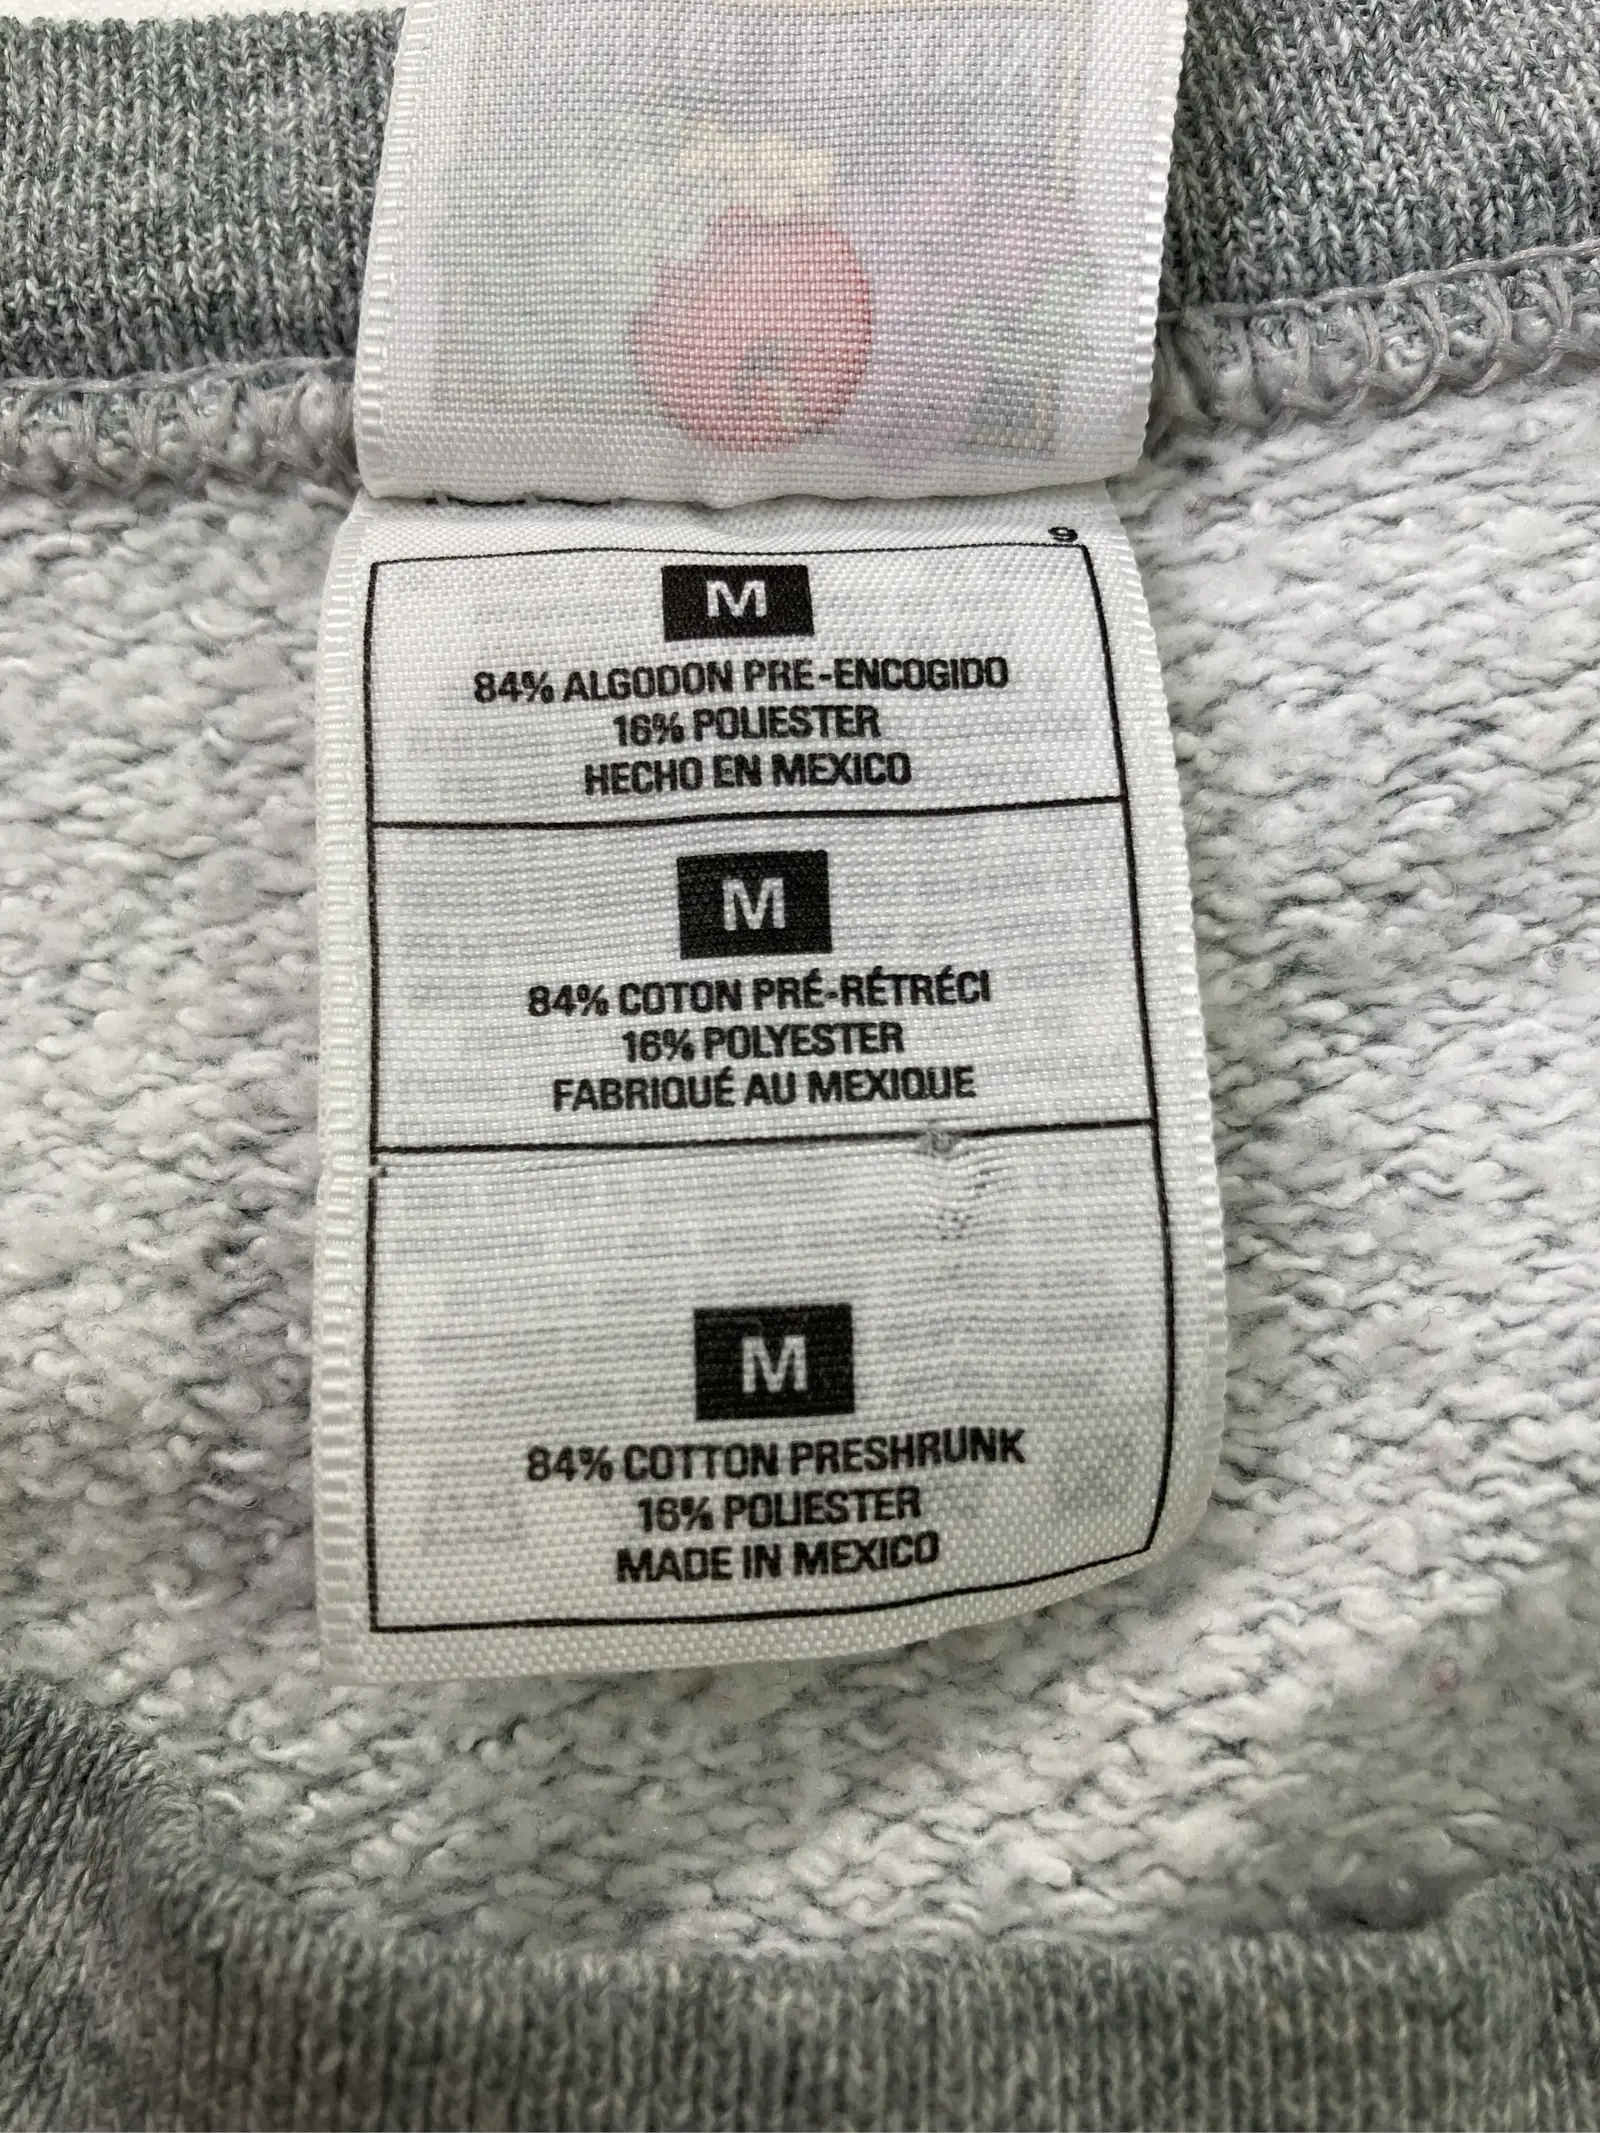 9
M
84% ALGODON PRE-ENCOGIDO
16% POLIESTER
HECHO EN MEXICO
M
84% COTON PRÉ-RÉTRÉCI
16% POLYESTER
FABRIQUÉ AU MEXIQUE
M
84% COTTON PRESHRUNK
16% POLIESTER
MADE IN MEXICO